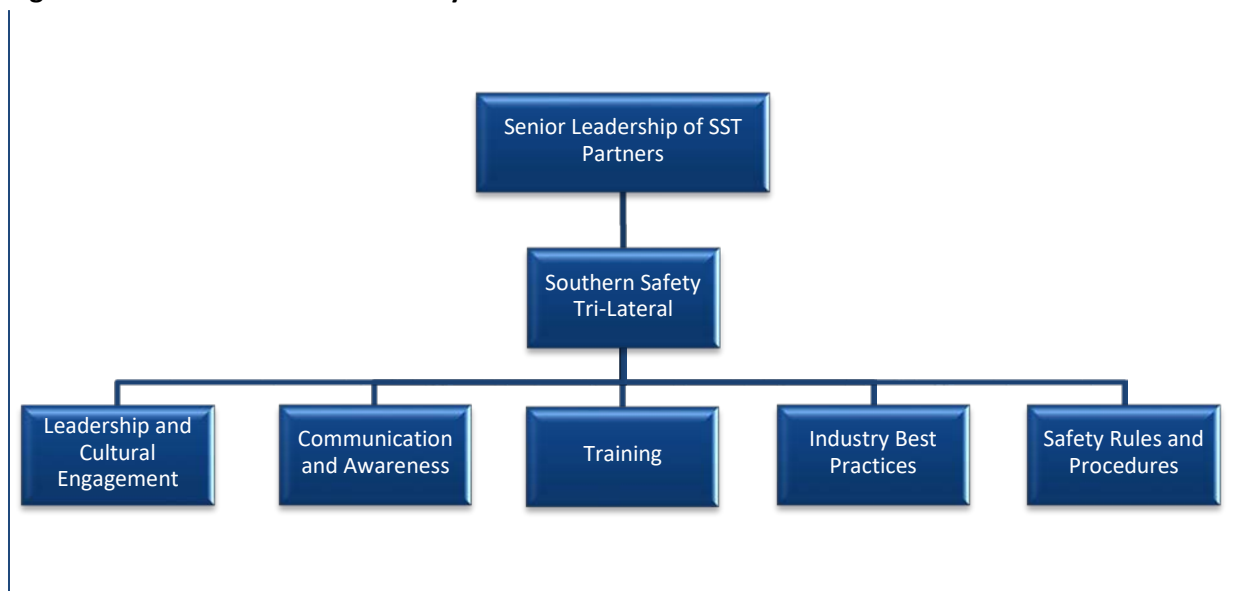 Senior Leadership of SST
Partners
Southern Safety
Tri-Lateral
Leadership and
Cultural
Engagement
Communication
and Awareness
Training
Industry Best
Practices
Safety Rules and
Procedures